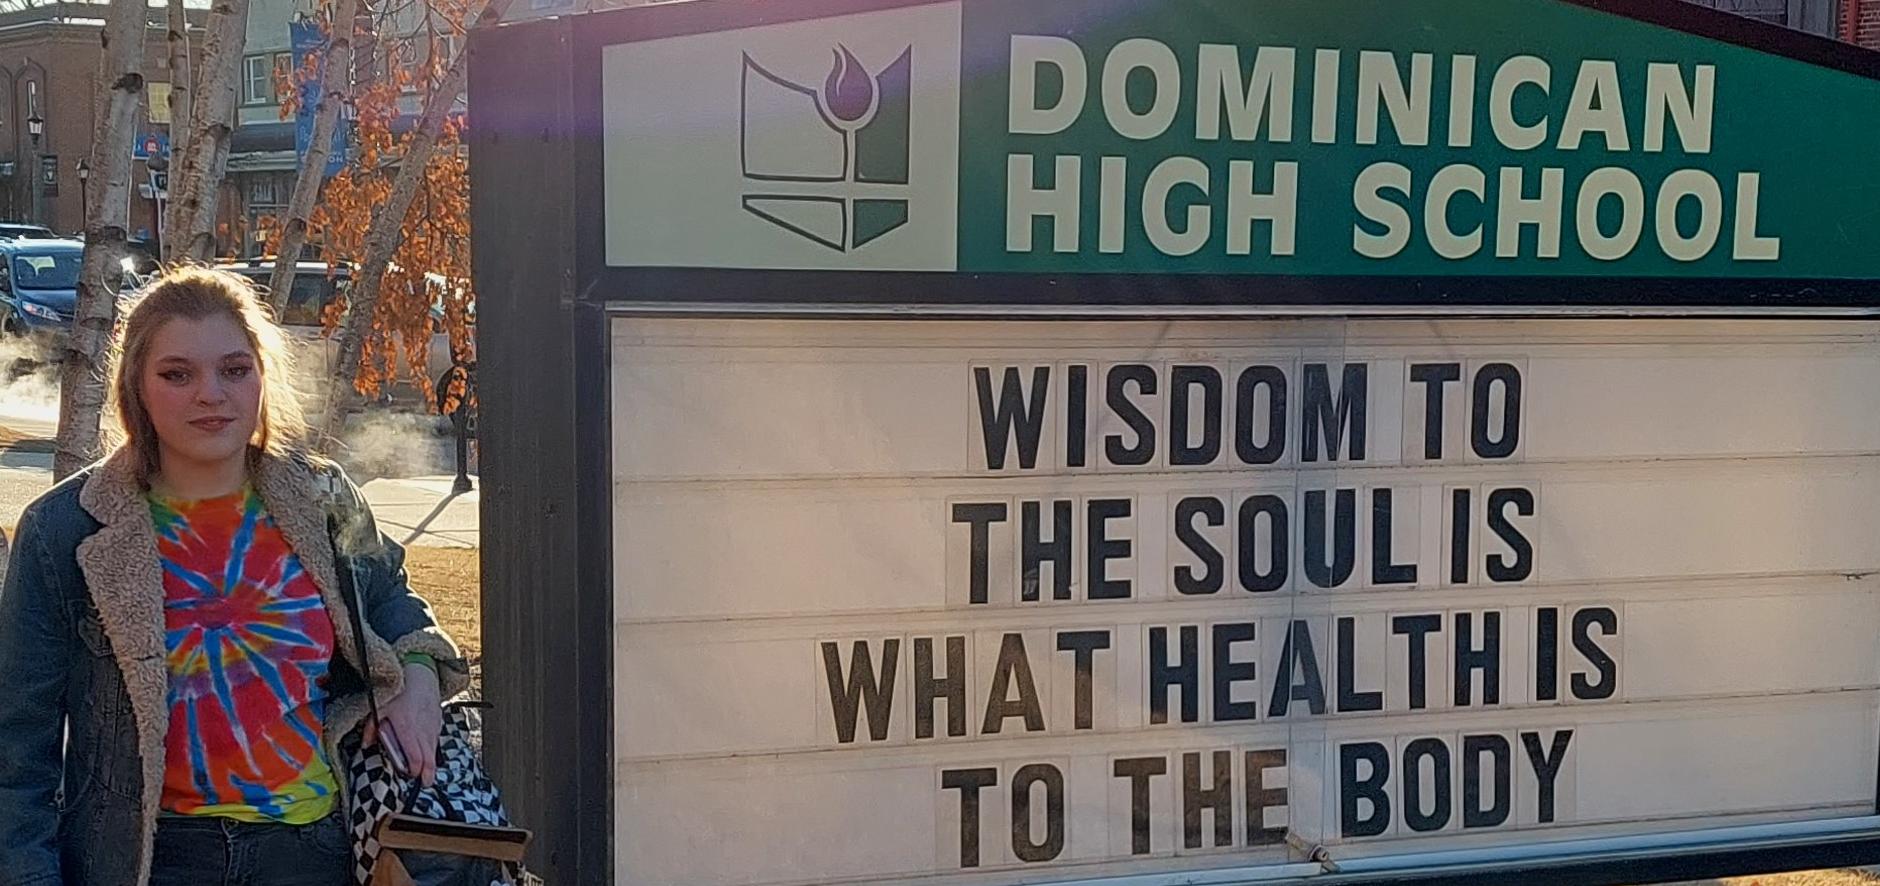 DOMINICAN
HIGH SCHOOL
WISDOM TO
THE SOUL IS
WHAT HEALTH IS
TO THE BODY